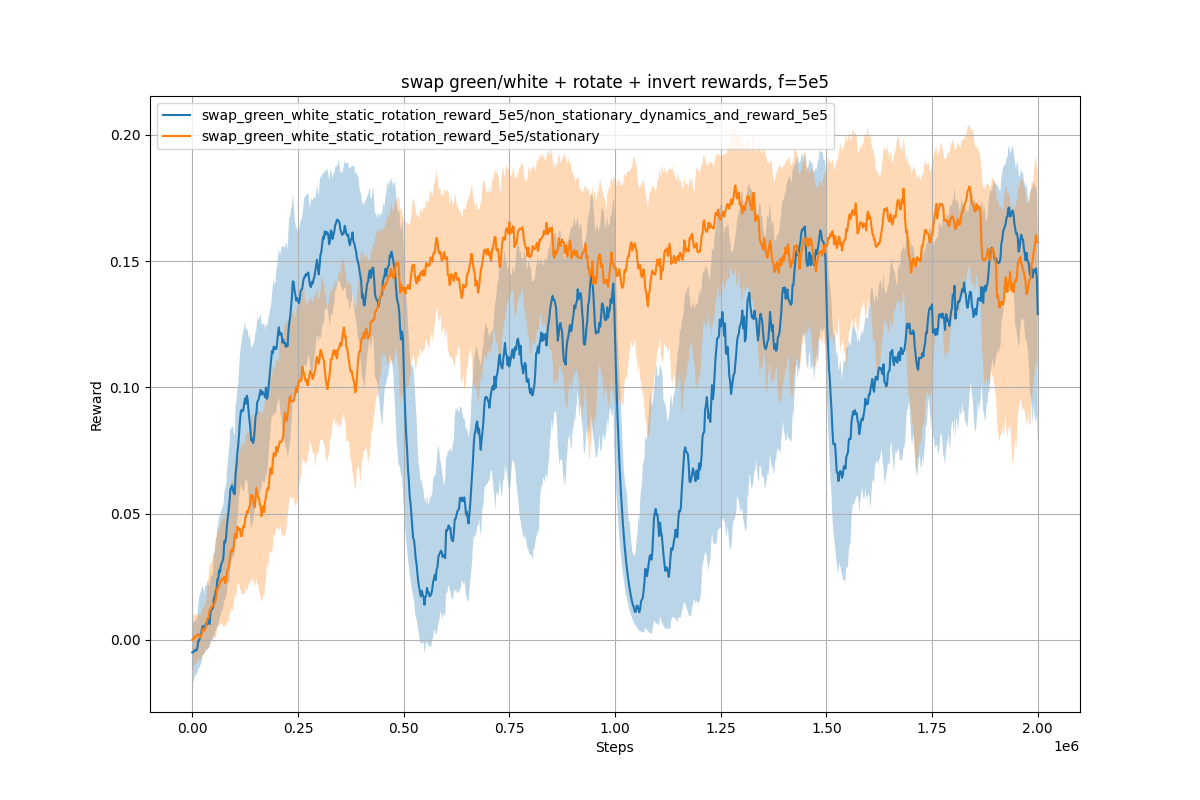 swap green/white + rotate + invert rewards, f=5e5
swap_green_white_static_rotation_reward_5e5/non_stationary_dynamics_and_reward_5e5
swap_green_white_static_rotation_reward_5e5/stationary
0.20
0.15
0.10
0.05
0.00
Reward
0.00 0.25 0.50 0.75 1.00 1.25 1.50 1.75 2.00
Steps
1e6